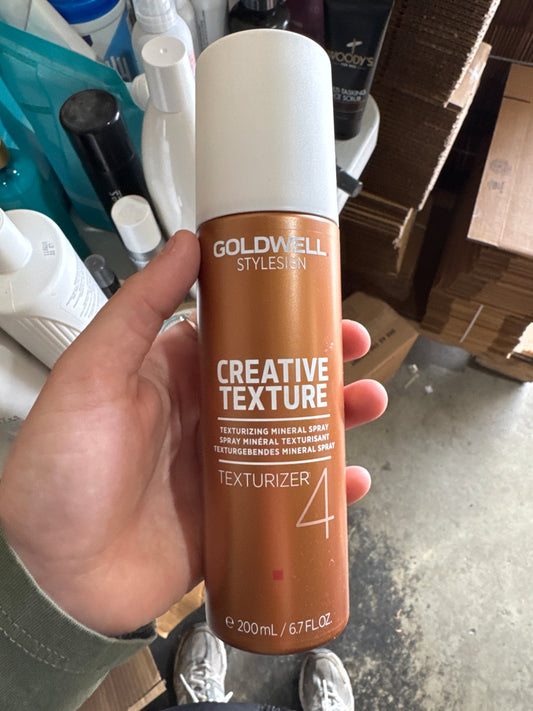 GOLDWELL
STYLESIGN
CREATIVE
TEXTURE
TEXTURIZING MINERAL SPRAY
SPRAY MINÉRAL TEXTURISANT
TEXTURGEBENDES MINERAL SPRAY
TEXTURIZER
4
e 200mL / 6.7 FL.OZ.
WOODY'S